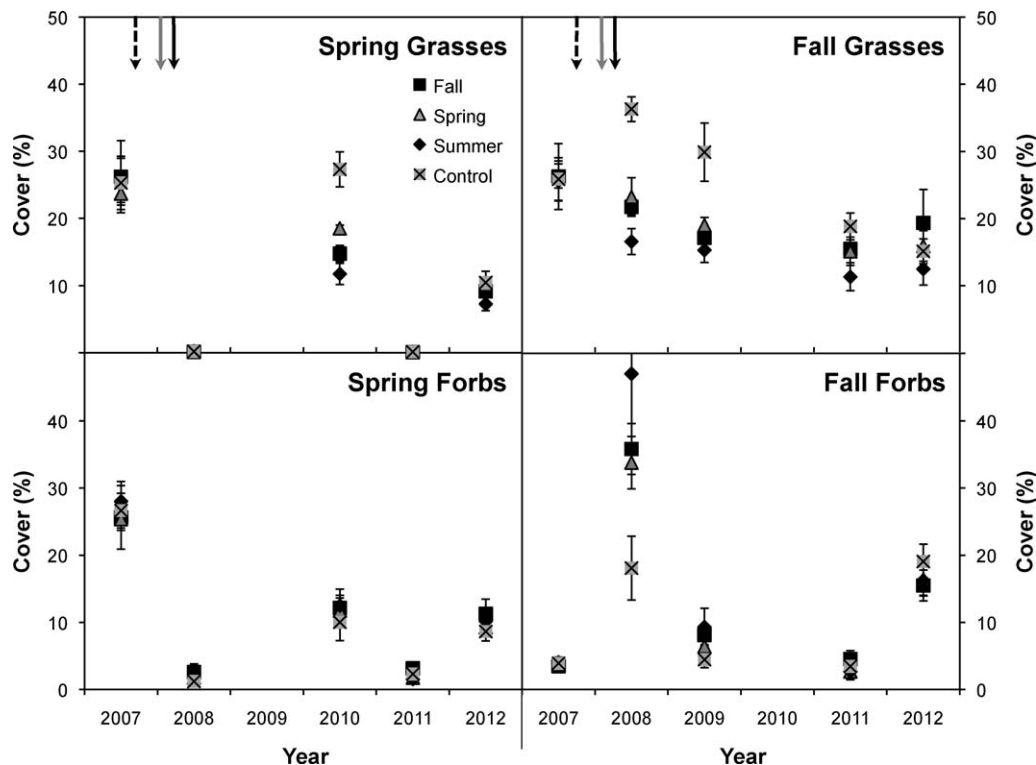 50
40
30
20
10
Cover (%)
Spring Grasses
Fall
Spring
Summer
Control
Fall Grasses
50
40
30
20
10
Cover (%)
40
30
20
10
0
Cover (%)
Spring Forbs
Fall Forbs
40
30
20
10
0
Cover (%)
2007 2008 2009 2010 2011 2012
2007 2008 2009 2010 2011 2012
Year
Year